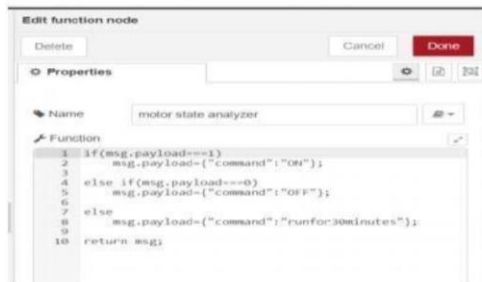 Edit function node
Delete
Cancel
Done
Properties
Name
motor state analyzer
Function
1 if(msg.payload===1)
2 msg.payload={"command":"ON"};
3
4 else if(msg.payload===0)
5 msg.payload={"command":"OFF"};
6
7 else
8 msg.payload={"command":"runfor30minutes"};
9
10 return msg;